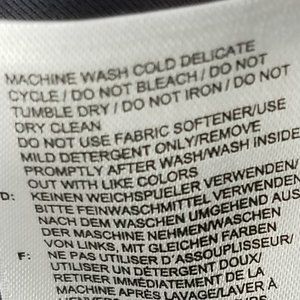 MACHINE WASH COLD DELICATE
CYCLE / DO NOT BLEACH / DO NOT
TUMBLE DRY / DO NOT IRON / DO NOT
DRY CLEAN
DO NOT USE FABRIC SOFTENER/USE
MILD DETERGENT ONLY/REMOVE
PROMPTLY AFTER WASH/WASH INSIDE
OUT WITH LIKE COLORS
D: KEINEN WEICHSPUELER VERWENDEN/
BITTE FEINWASCHMITTEL VERWENDEN/
NACH DEM WASCHEN UMGEHEND AUS
DER MASCHINE NEHMEN/WASCHEN
VON LINKS, MIT GLEICHEN FARBEN
F: NE PAS UTILISER D'ASSOUPLISSEUR/
UTILISER UN DÉTERGENT DOUX/
RETIRER IMMÉDIATEMENT DE LA
MACHINE APRÈS LAVAGE/LAVER À